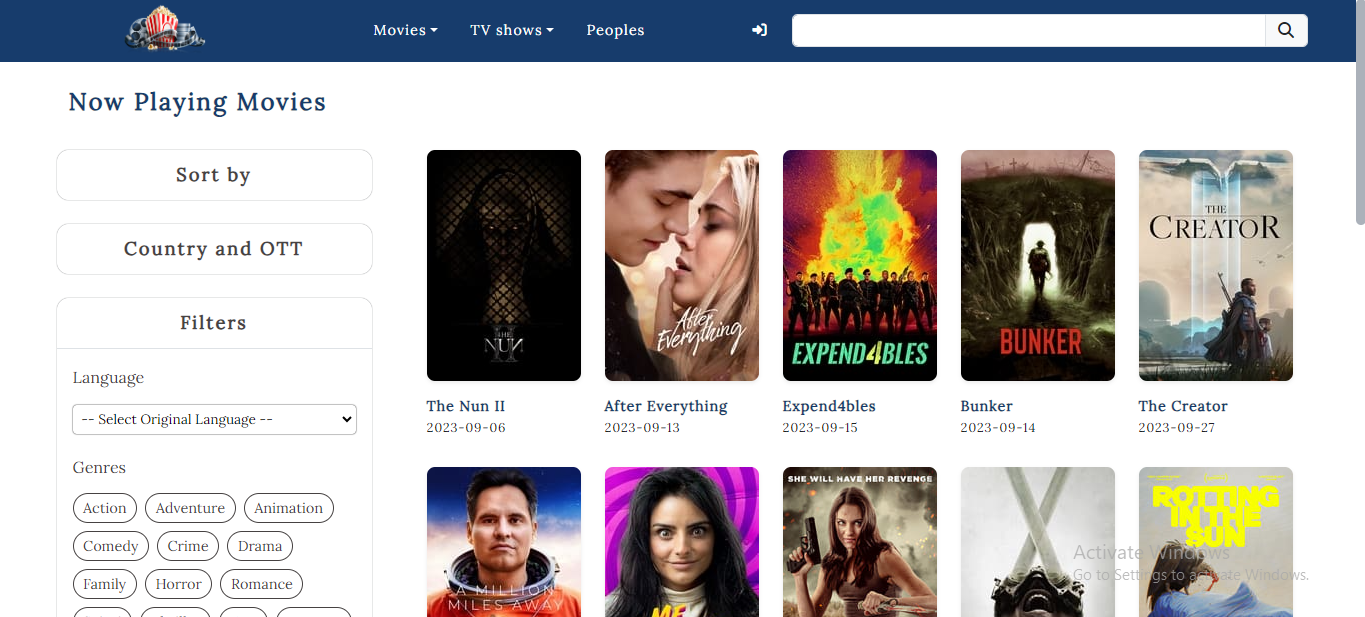 Movies TV shows Peoples
Now Playing Movies
Sort by
Country and OTT
Filters
Language
-- Select Original Language --
Genres
Action Adventure Animation
Comedy Crime Drama
Family Horror Romance
THE
NUN
II
After
Everything
EXPEND4BLES
BUNKER
THE
CREATOR
The Nun II
2023-09-06
After Everything
2023-09-13
Expend4bles
2023-09-15
Bunker
2023-09-14
The Creator
2023-09-27
A MILLION
MILES AWAY
ME
SHE WILL HAVE HER REVENGE
ROTTING
IN THE
SUN
Activate Windows
Go to Settings to activate Windows.